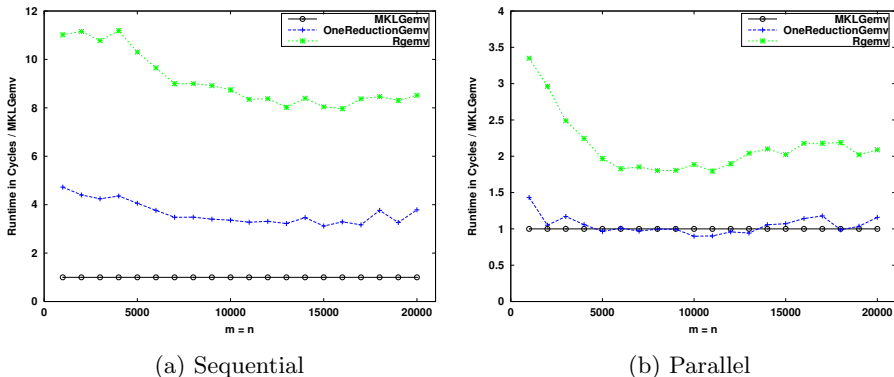 MKLGemv
OneReductionGemv
Rgemv
Runtime in Cycles / MKLGemv
12
10
8
6
4
2
0
0 5000 10000 15000 20000
m = n
(a) Sequential
MKLGemv
OneReductionGemv
Rgemv
Runtime in Cycles / MKLGemv
4
3.5
3
2.5
2
1.5
1
0.5
0
0 5000 10000 15000 20000
m = n
(b) Parallel